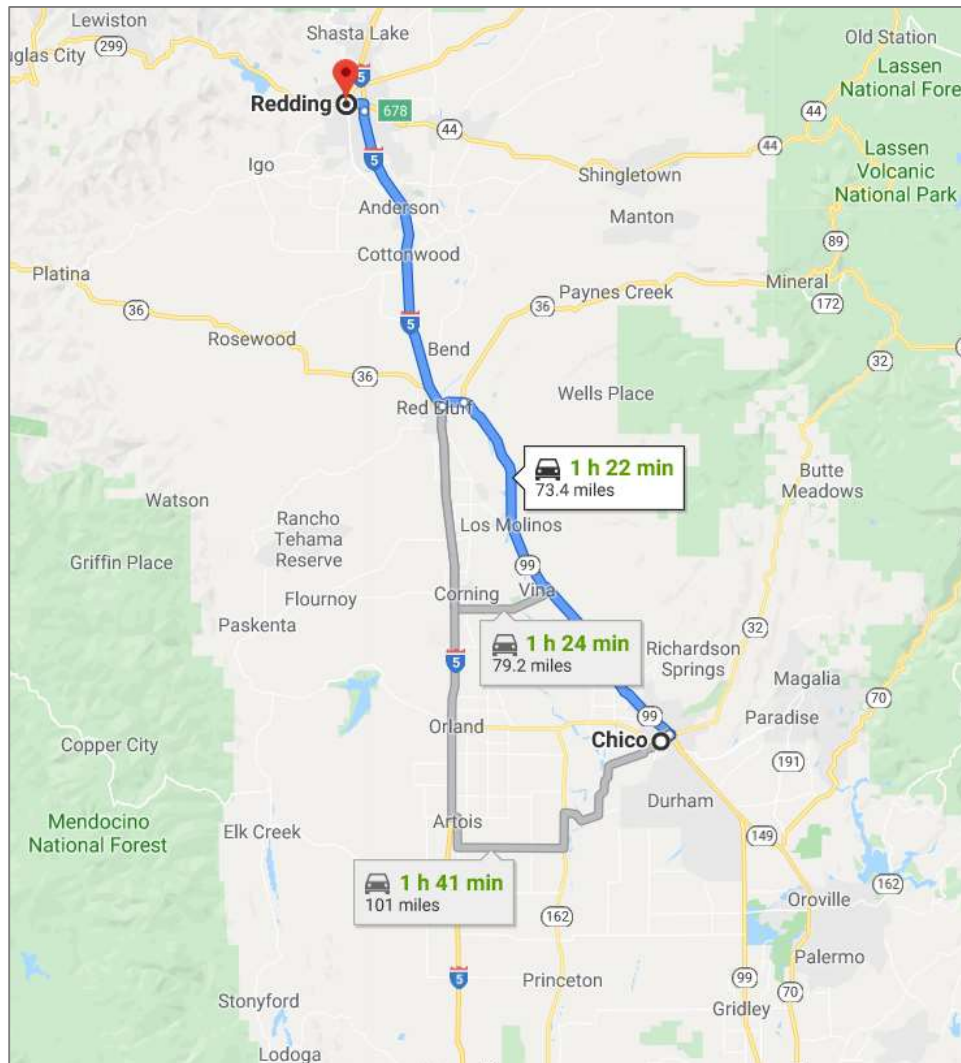 Lewiston
299
uglas City
Shasta Lake
5
Old Station
Lassen
National Fore
Redding
678
44
44
44
Lassen
Volcanic
National Park
5
Igo
Shingletown
Anderson
Manton
Cottonwood
89
Platina
Mineral
172
36
Paynes Creek
36
5
Rosewood
Bend
32
36
Wells Place
Red Bluff
1 h 22 min
73.4 miles
Butte
Meadows
Watson
Rancho
Tehama
Reserve
Los Molinos
Griffin Place
99
Corning
Vina
Flournoy
Paskenta
1 h 24 min
79.2 miles
32
Richardson
Springs
5
Magalia
70
99
Paradise
Orland
Chico
Copper City
191
Durham
Mendocino
National Forest
Artois
Elk Creek
149
1 h 41 min
101 miles
162
Oroville
162
Palermo
Princeton
5
99
70
Stonyford
Gridley
Lodoga